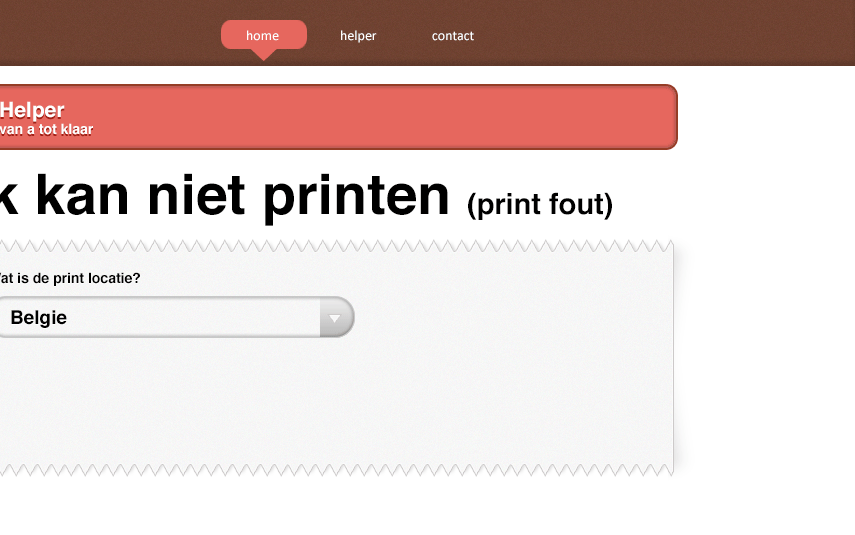 home helper contact
Helper
van a tot klaar
k kan niet printen (print fout)
at is de print locatie?
Belgie